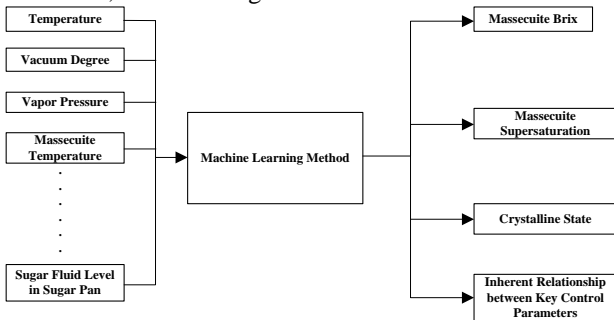 Temperature
Vacuum Degree
Vapor Pressure
Massecuite
Temperature
Sugar Fluid Level
in Sugar Pan
Machine Learning Method
Massecuite Brix
Massecuite
Supersaturation
Crystalline State
Inherent Relationship
between Key Control
Parameters